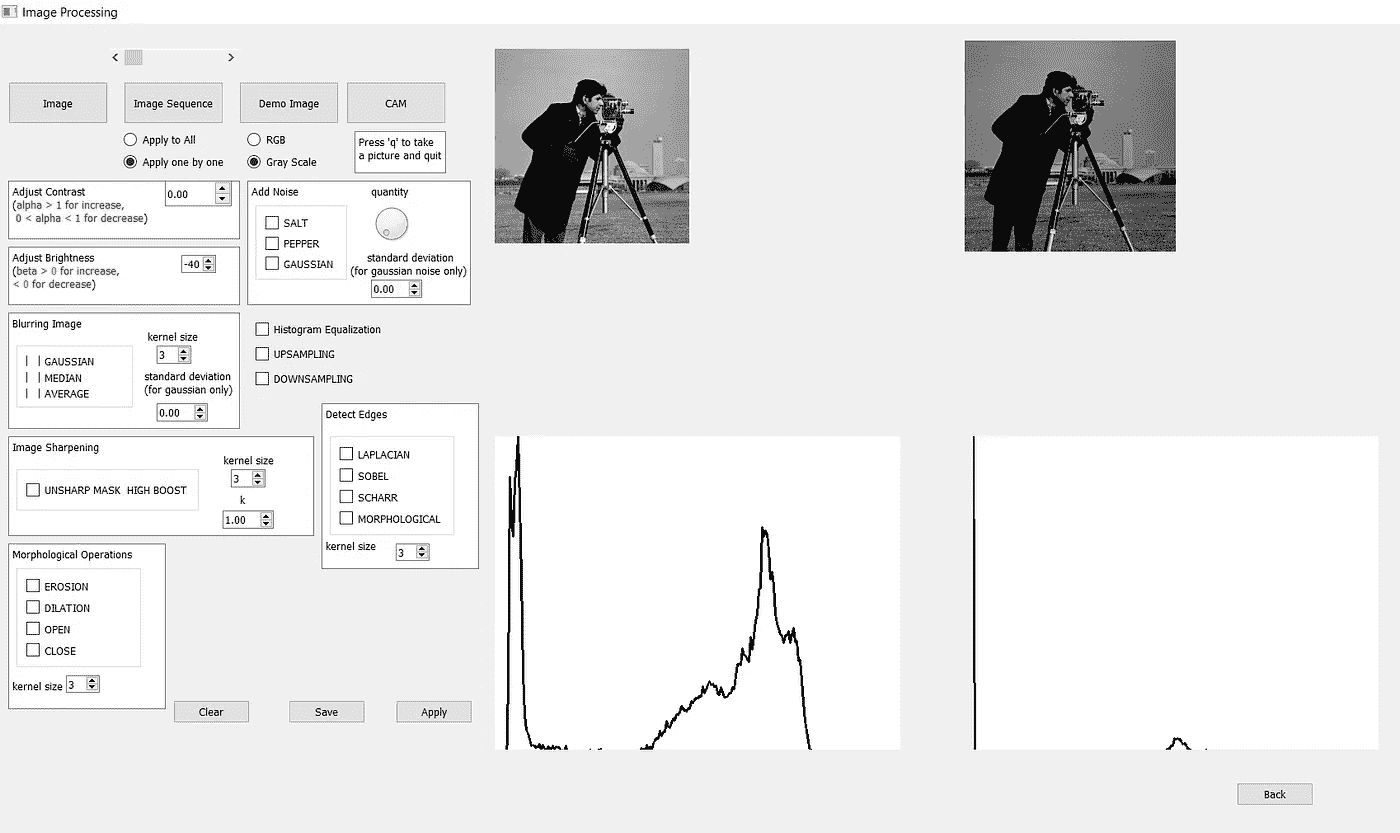 Image Processing
Image
Image Sequence
Demo Image
CAM
Apply to All
Apply one by one
RGB
Gray Scale
Press 'q' to take
a picture and quit
Adjust Contrast
(alpha > 1 for increase,
0 < alpha < 1 for decrease)
0.00
Adjust Brightness
(beta > 0 for increase,
< 0 for decrease)
-40
Add Noise
quantity
SALT
PEPPER
GAUSSIAN
standard deviation
(for gaussian noise only)
0.00
Blurring Image
GAUSSIAN
MEDIAN
AVERAGE
kernel size
3
standard deviation
(for gaussian only)
0.00
Histogram Equalization
UPSAMPLING
DOWNSAMPLING
Image Sharpening
UNSHARP MASK HIGH BOOST
kernel size
3
k
1.00
Detect Edges
LAPLACIAN
SOBEL
SCHARR
MORPHOLOGICAL
kernel size 3
Morphological Operations
EROSION
DILATION
OPEN
CLOSE
kernel size 3
Clear
Save
Apply
Back